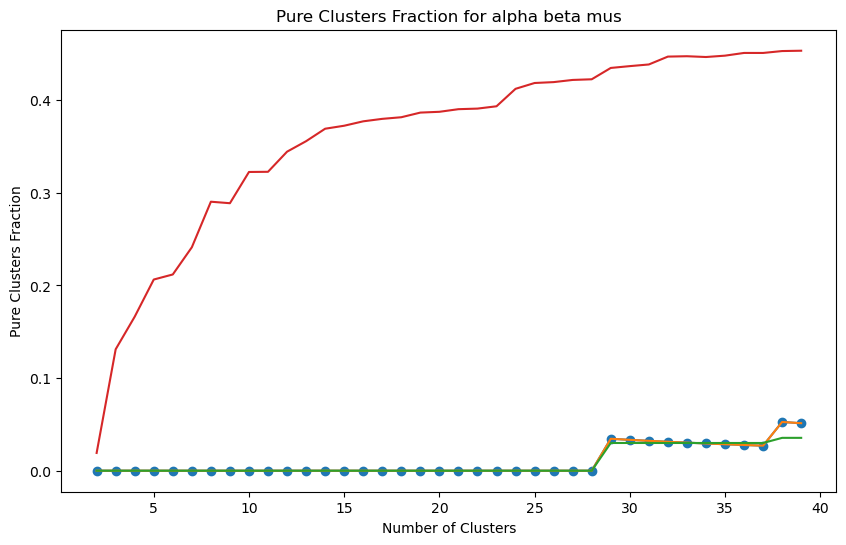 Pure Clusters Fraction for alpha beta mus
Pure Clusters Fraction
0.4
0.3
0.2
0.1
0.0
5 10 15 20 25 30 35 40
Number of Clusters